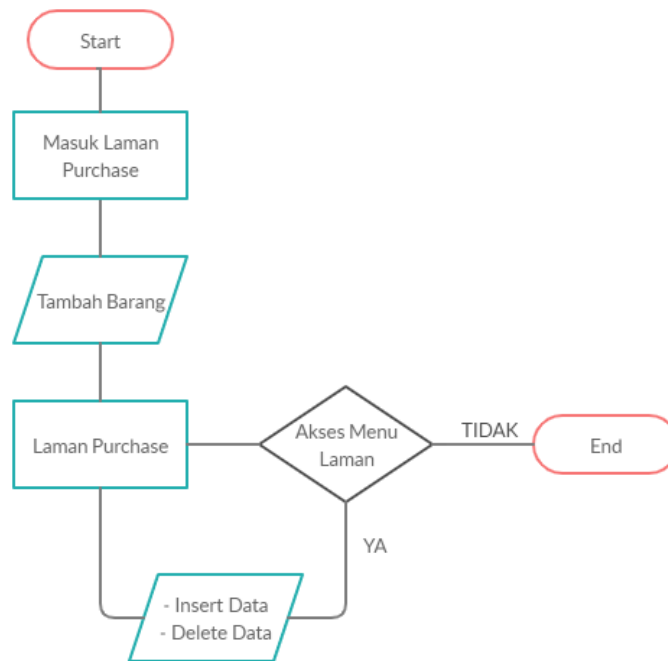 Start
Masuk Laman
Purchase
Tambah Barang
Laman Purchase
Akses Menu
Laman
TIDAK
End
YA
- Insert Data
- Delete Data